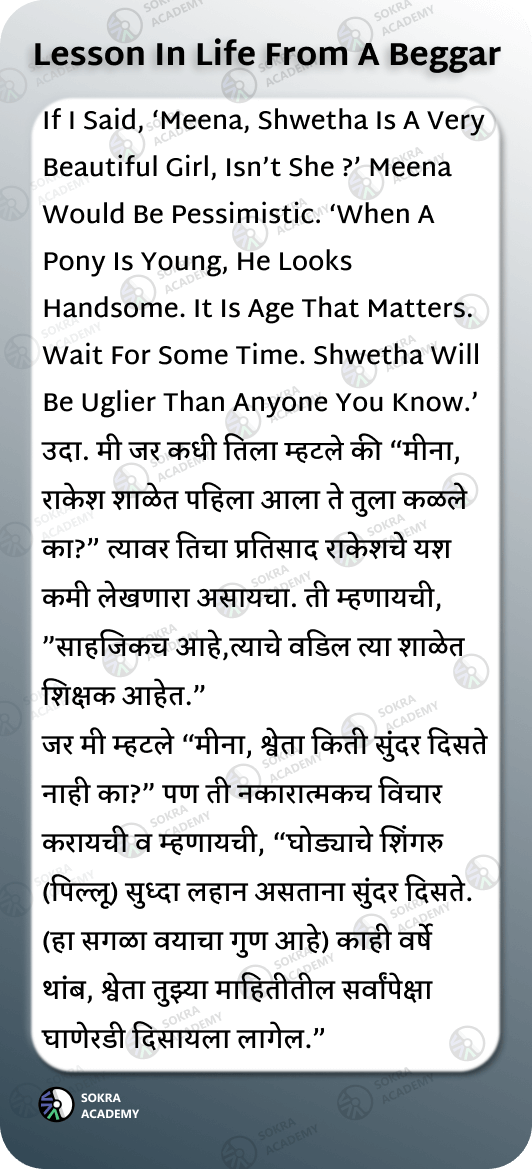 Lesson In Life From A Beggar
If I Said, ‘Meena, Shwetha Is A Very
Beautiful Girl, Isn’t She ?’ Meena
Would Be Pessimistic. ‘When A
Pony Is Young, He Looks
Handsome. It Is Age That Matters.
Wait For Some Time. Shwetha Will
Be Uglier Than Anyone You Know.’
उदा. मी जर कधी तिला म्हटले की “मीना,
राकेश शाळेत पहिला आला ते तुला कळले
का?” त्यावर तिचा प्रतिसाद राकेशचे यश
कमी लेखणारा असायचा. ती म्हणायची,
”साहजिकच आहे,त्याचे वडिल त्या शाळेत
शिक्षक आहेत.”
जर मी म्हटले “मीना, श्वेता किती सुंदर दिसते
नाही का?” पण ती नकारात्मकच विचार
करायची व म्हणायची, “घोड्याचे शिंगरु
(पिल्लू) सुध्दा लहान असताना सुंदर दिसते.
(हा सगळा वयाचा गुण आहे) काही वर्षे
थांब, श्वेता तुझ्या माहितीतील सर्वांपेक्षा
घाणेरडी दिसायला लागेल.”
SOKRA
ACADEMY